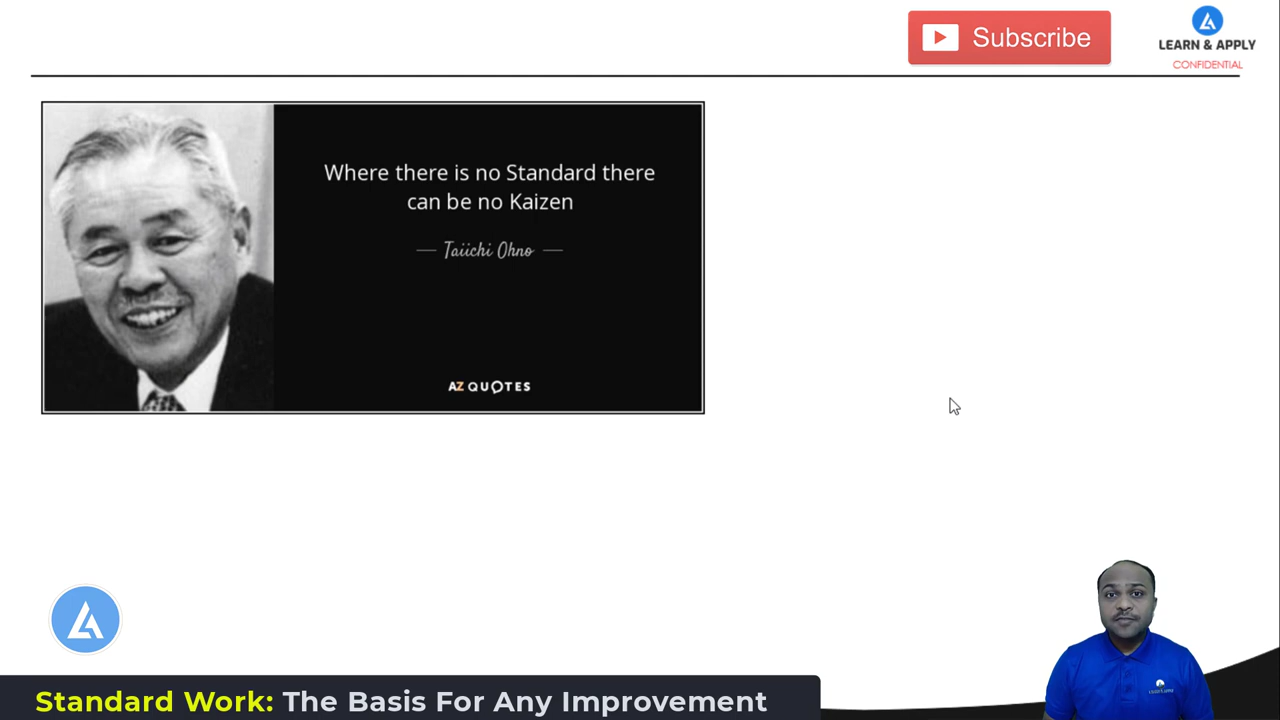 Subscribe
LEARN & APPLY
CONFIDENTIAL
Where there is no Standard there
can be no Kaizen
— Taiichi Ohno —
AZ QUOTES
Standard Work: The Basis For Any Improvement